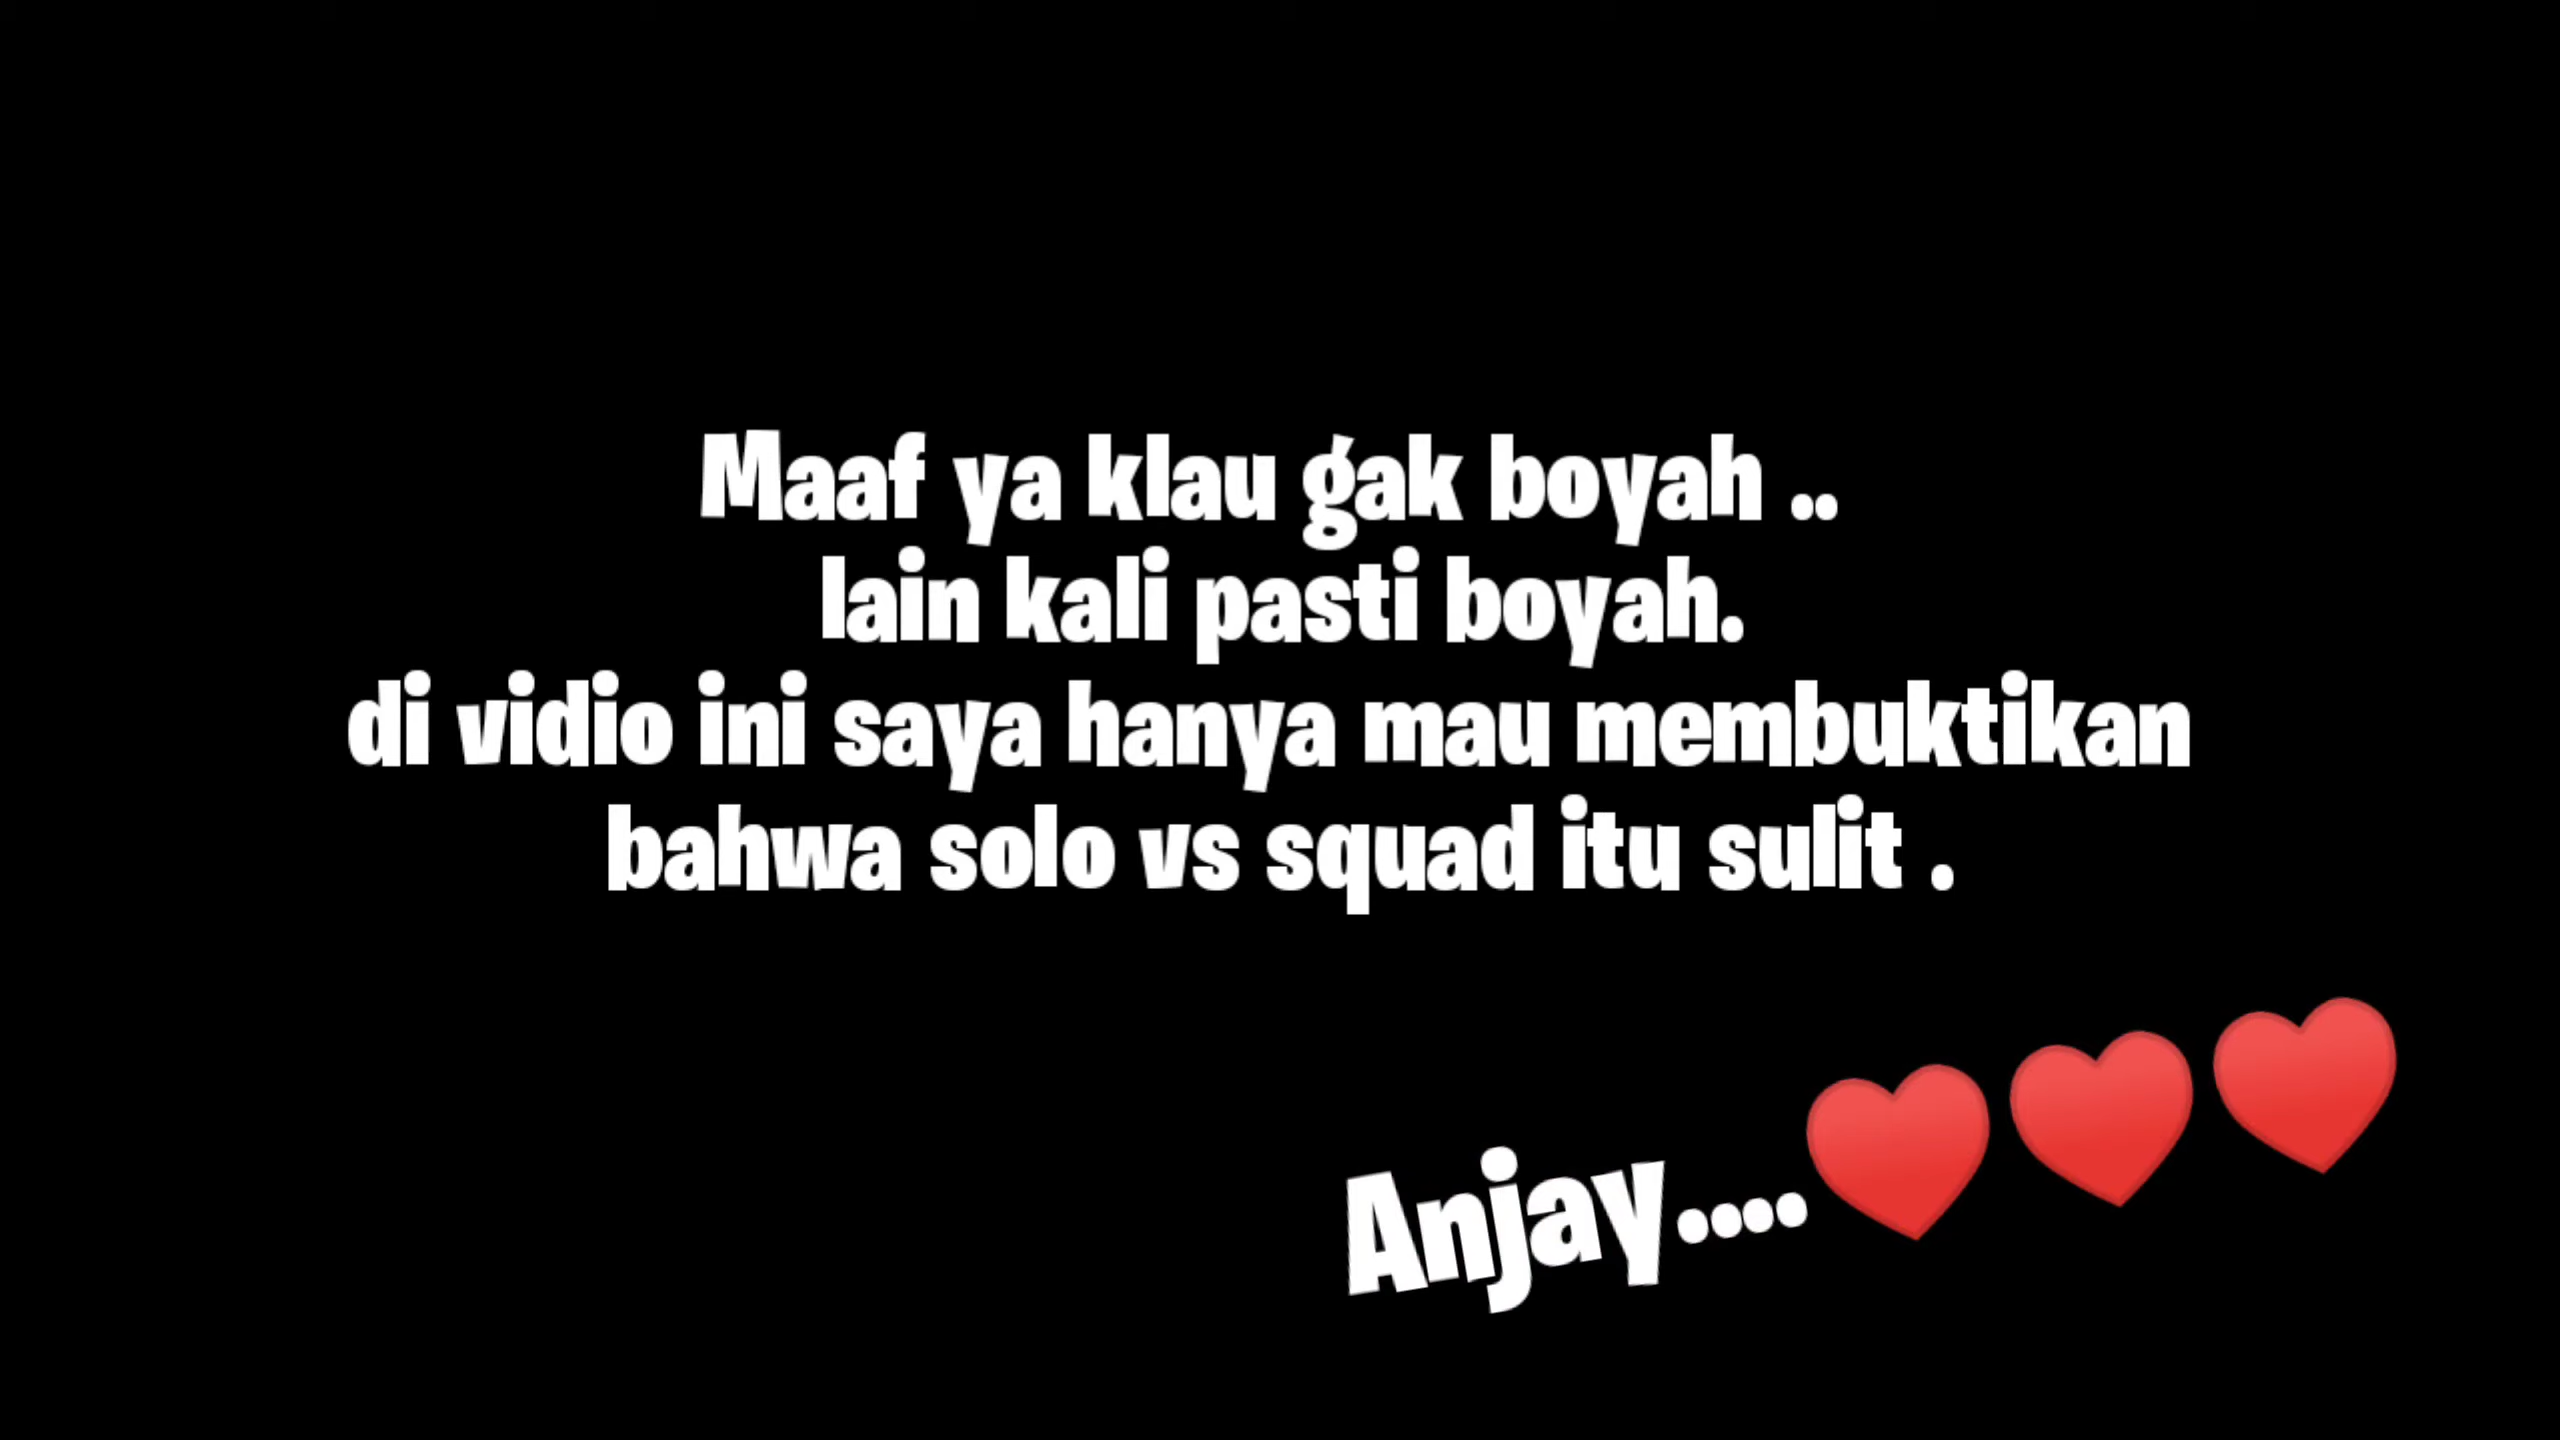 Maaf ya klau gak boyah ..
lain kali pasti boyah.
di vidio ini saya hanya mau membuktikan
bahwa solo vs squad itu sulit .
Anjay....♥♥♥